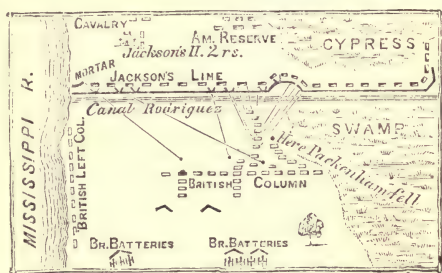 CAVALRY
AM. RESERVE
Jackson's H. 2 rs.
CYPRESS
MORTAR
JACKSON'S LINE
Canal Rodriguez
SWAMP
Here Packenham fell
MISSISSIPPI R.
BRITISH LEFT COL.
BRITISH COLUMN
BR. BATTERIES
BR. BATTERIES